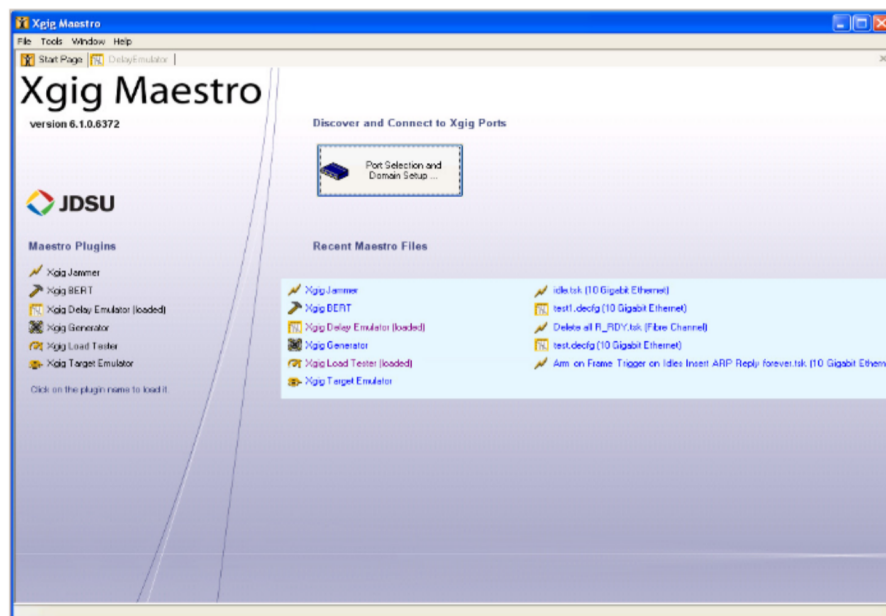 Xgig Maestro
File Tools Window Help
Start Page DelayEmulator
Xgig Maestro
version 6.1.0.6372
Discover and Connect to Xgig Ports
Port Selection and
Domain Setup ...
JDSU
Maestro Plugins
Recent Maestro Files
Xgig Jammer
Xgig BERT
Xgig Delay Emulator (loaded)
Xgig Generator
Xgig Load Tester
Xgig Target Emulator
Click on the plugin name to load it.
Xgig Jammer
Xgig BERT
Xgig Delay Emulator (loaded)
Xgig Generator
Xgig Load Tester (loaded)
Xgig Target Emulator
idle.tsk (10 Gigabit Ethernet)
test1.decfg (10 Gigabit Ethernet)
Delete all R_RDY.tsk (Fibre Channel)
test.decfg (10 Gigabit Ethernet)
Arm on Frame Trigger on Idles Insert ARP Reply forever.tsk (10 Gigabit Ethern